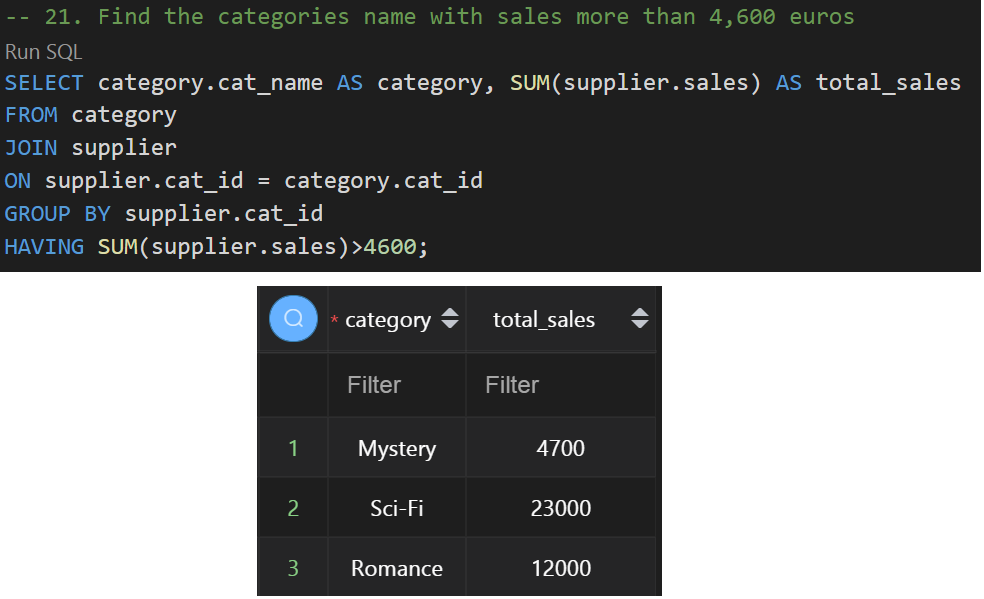 -- 21. Find the categories name with sales more than 4,600 euros
Run SQL
SELECT category.cat_name AS category, SUM(supplier.sales) AS total_sales
FROM category
JOIN supplier
ON supplier.cat_id = category.cat_id
GROUP BY supplier.cat_id
HAVING SUM(supplier.sales)>4600;
* category total_sales
Filter Filter
1 Mystery 4700
2 Sci-Fi 23000
3 Romance 12000